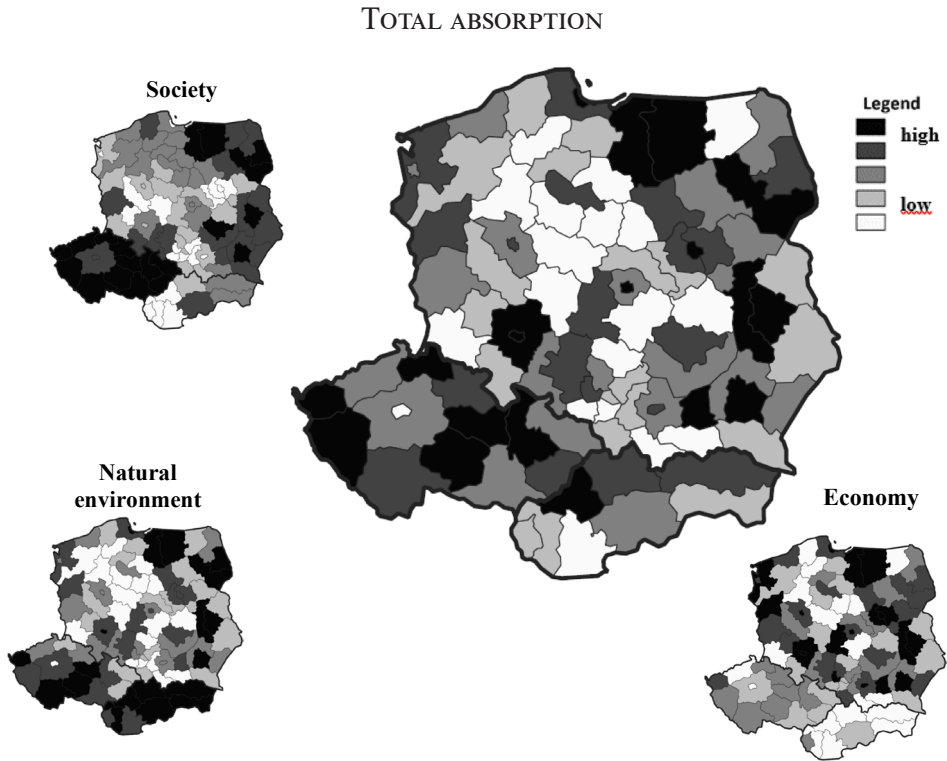 TOTAL ABSORPTION
Society
Legend
high
low
Natural
environment
Economy